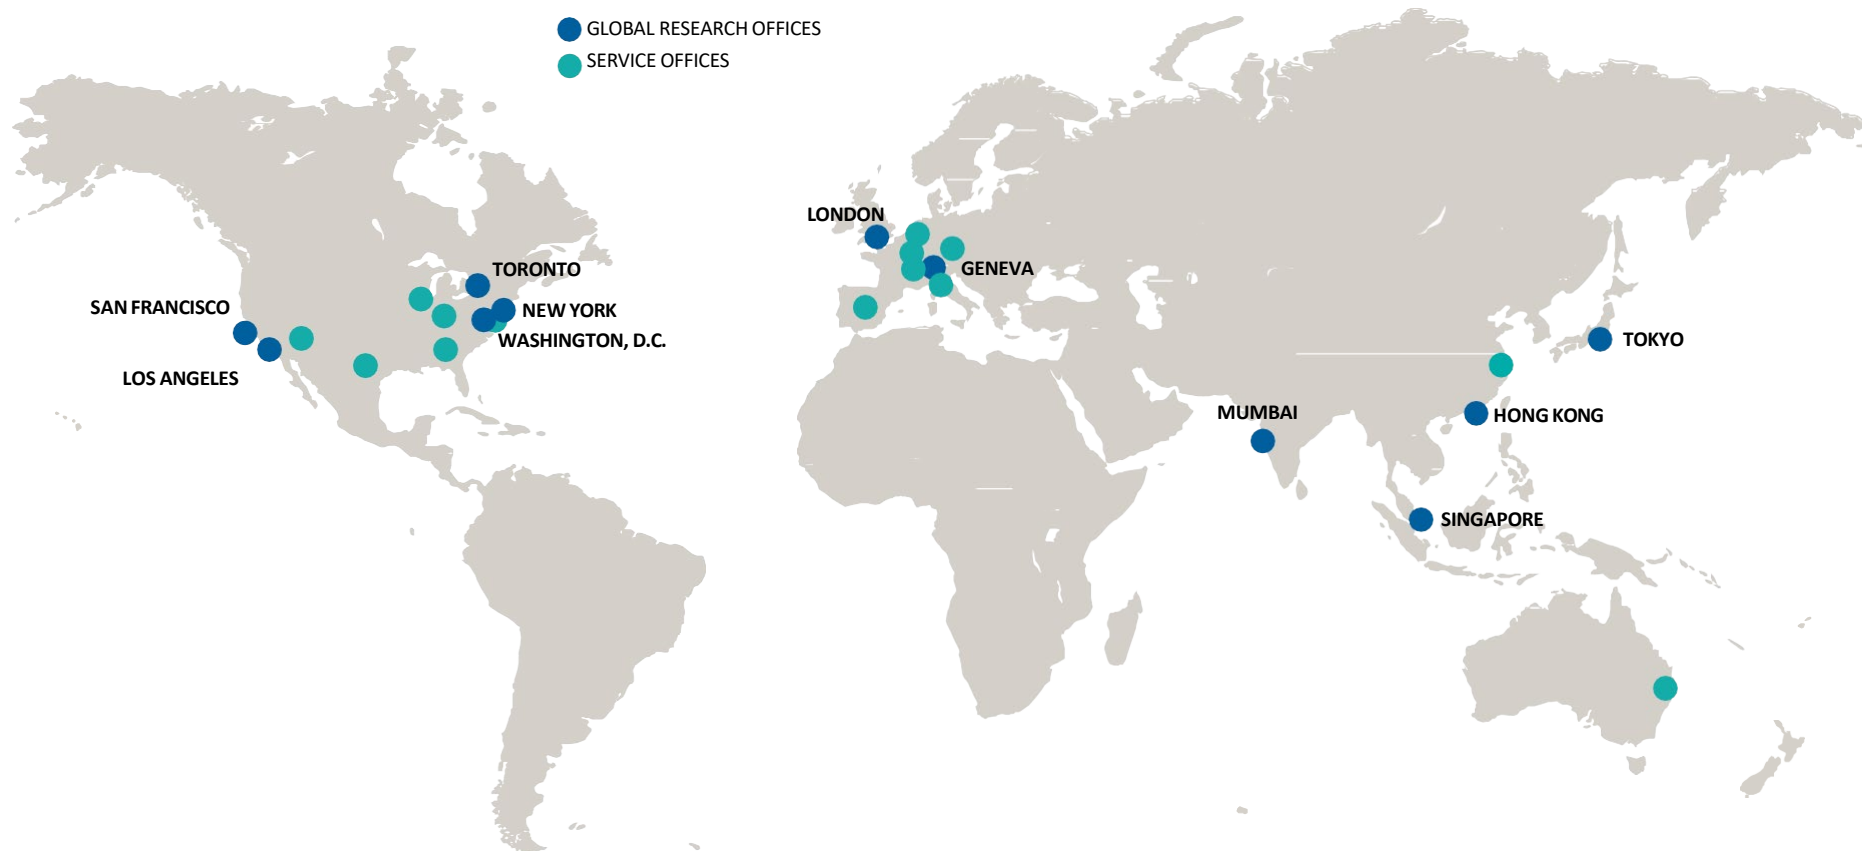 GLOBAL RESEARCH OFFICES
SERVICE OFFICES
LONDON
TORONTO
GENEVA
SAN FRANCISCO
NEW YORK
WASHINGTON, D.C.
TOKYO
LOS ANGELES
MUMBAI
HONG KONG
SINGAPORE